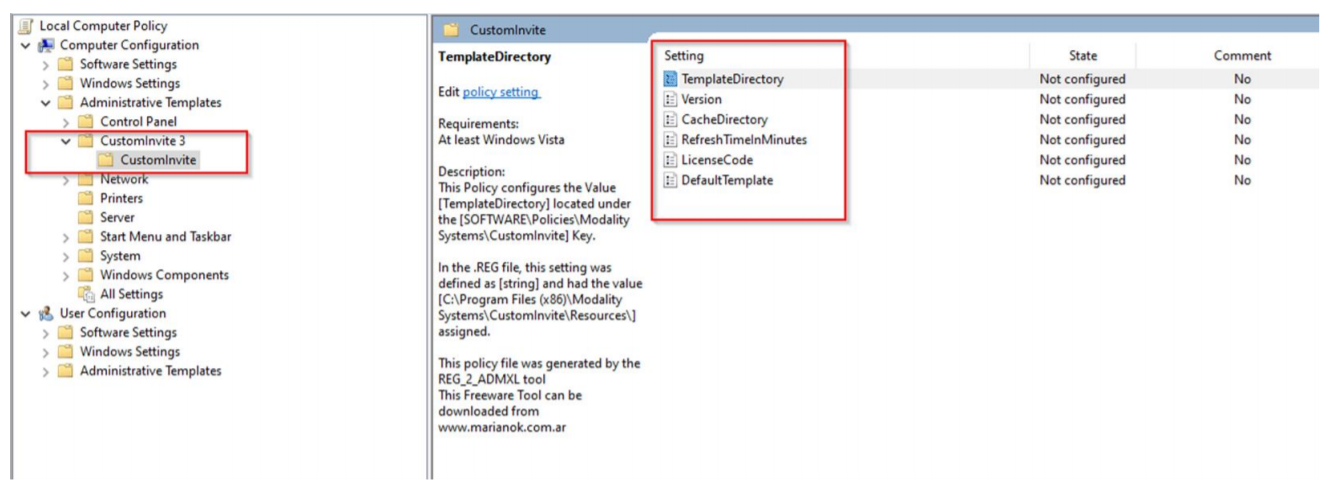 Local Computer Policy
Computer Configuration
Software Settings
Windows Settings
Administrative Templates
Control Panel
CustomInvite 3
CustomInvite
Network
Printers
Server
Start Menu and Taskbar
System
Windows Components
All Settings
User Configuration
Software Settings
Windows Settings
Administrative Templates
CustomInvite
TemplateDirectory
Edit policy setting
Requirements:
At least Windows Vista
Description:
This Policy configures the Value
[TemplateDirectory] located under
the [SOFTWARE\Policies\Modality
Systems\CustomInvite] Key.
In the .REG file, this setting was
defined as [string] and had the value
[C:\Program Files (x86)\Modality
Systems\CustomInvite\Resources\]
assigned.
This policy file was generated by the
REG_2_ADMXL tool
This Freeware Tool can be
downloaded from
www.marianok.com.ar
Setting State Comment
TemplateDirectory Not configured No
Version Not configured No
CacheDirectory Not configured No
RefreshTimeInMinutes Not configured No
LicenseCode Not configured No
DefaultTemplate Not configured No